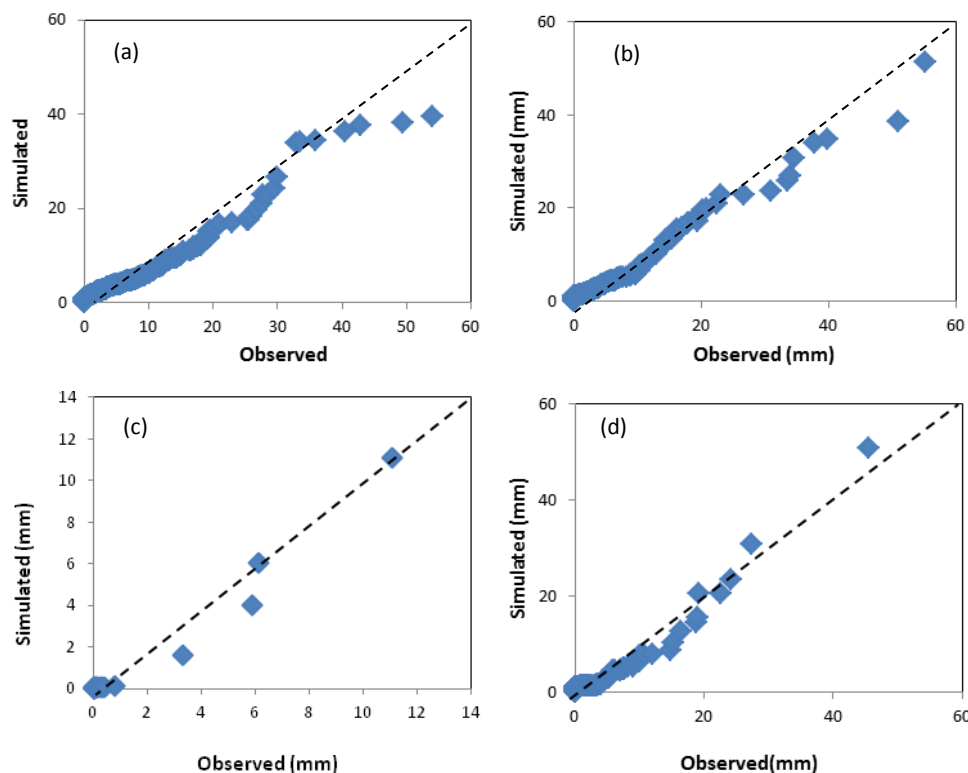 60
40
20
0
Simulated
(a)
0 10 20 30 40 50 60
Observed
60
40
20
0
Simulated (mm)
(b)
0 20 40 60
Observed (mm)
14
12
10
8
6
4
2
0
Simulated (mm)
(c)
0 2 4 6 8 10 12 14
Observed (mm)
60
40
20
0
Simulated (mm)
(d)
0 20 40 60
Observed(mm)